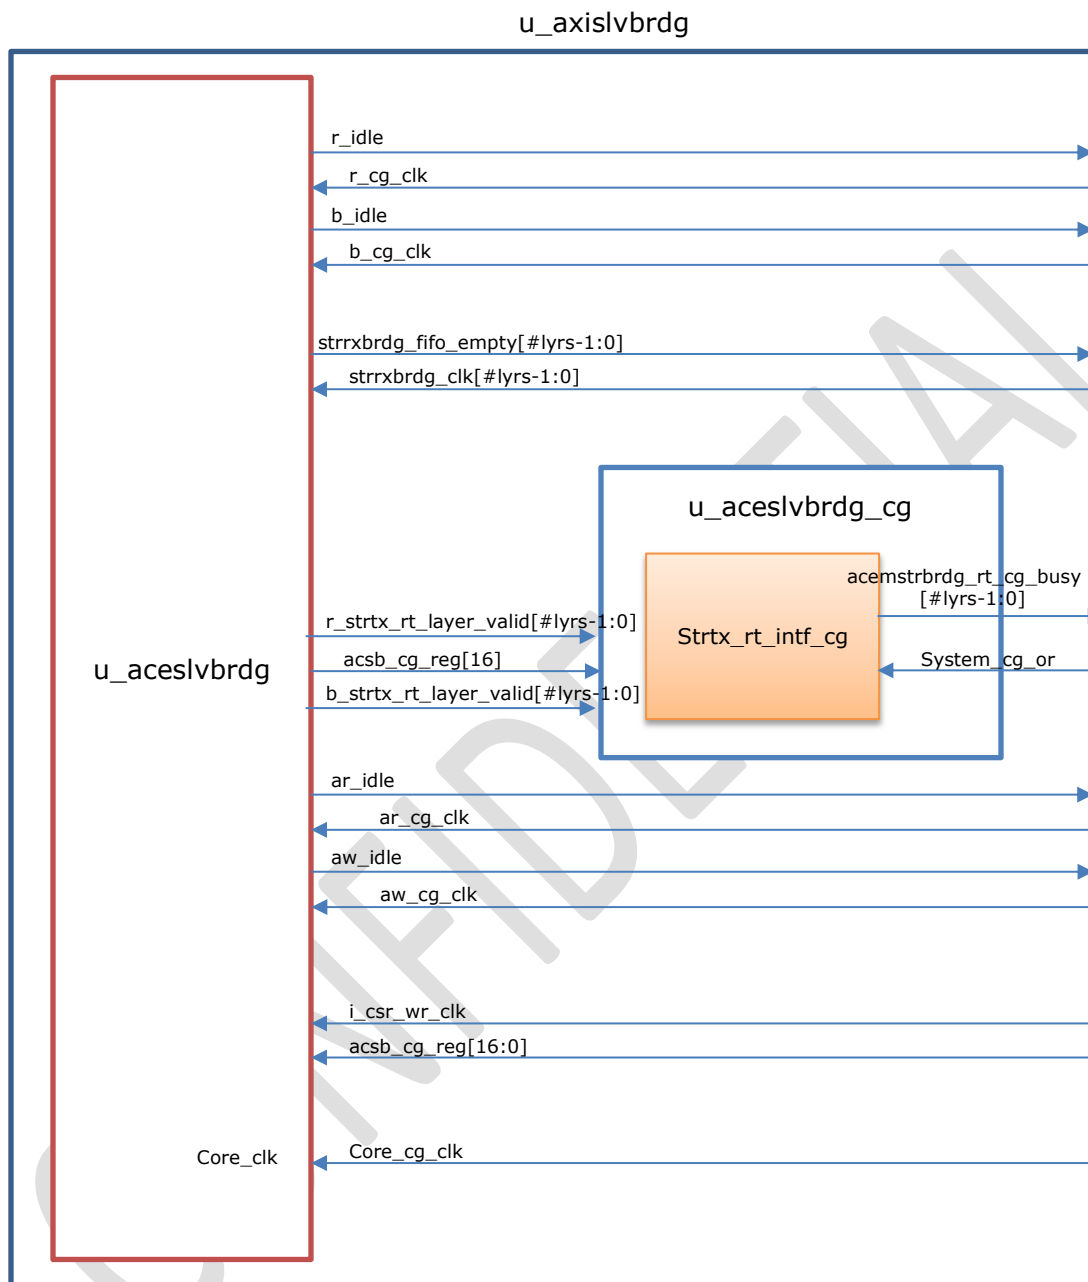 u_axislvbrdg
r_idle
r_cg_clk
b_idle
b_cg_clk
strrxbrdg_fifo_empty[#lyrs-1:0]
strrxbrdg_clk[#lyrs-1:0]
u_aceslvbrdg_cg
acemstrbrdg_rt_cg_busy
[#lyrs-1:0]
r_strtx_rt_layer_valid[#lyrs-1:0]
Strtx_rt_intf_cg
System_cg_or
u_aceslvbrdg
acsb_cg_reg[16]
b_strtx_rt_layer_valid[#lyrs-1:0]
ar_idle
ar_cg_clk
aw_idle
aw_cg_clk
i_csr_wr_clk
acsb_cg_reg[16:0]
Core_clk
Core_cg_clk
CONFIDENTIAL